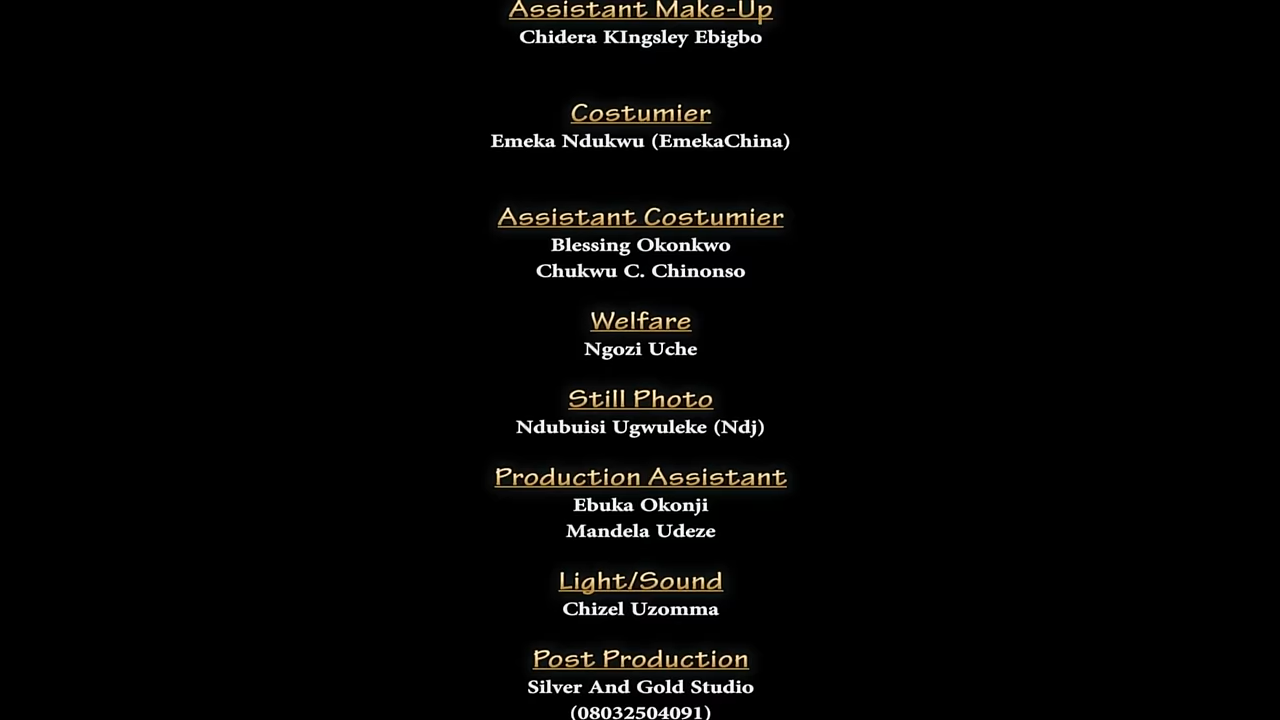 Assistant Make-Up
Chidera KIngsley Ebigbo
Costumier
Emeka Ndukwu (EmekaChina)
Assistant Costumier
Blessing Okonkwo
Chukwu C. Chinonso
Welfare
Ngozi Uche
Still Photo
Ndubuisi Ugwuleke (Ndj)
Production Assistant
Ebuka Okonji
Mandela Udeze
Light/Sound
Chizel Uzomma
Post Production
Silver And Gold Studio
(08032504091)